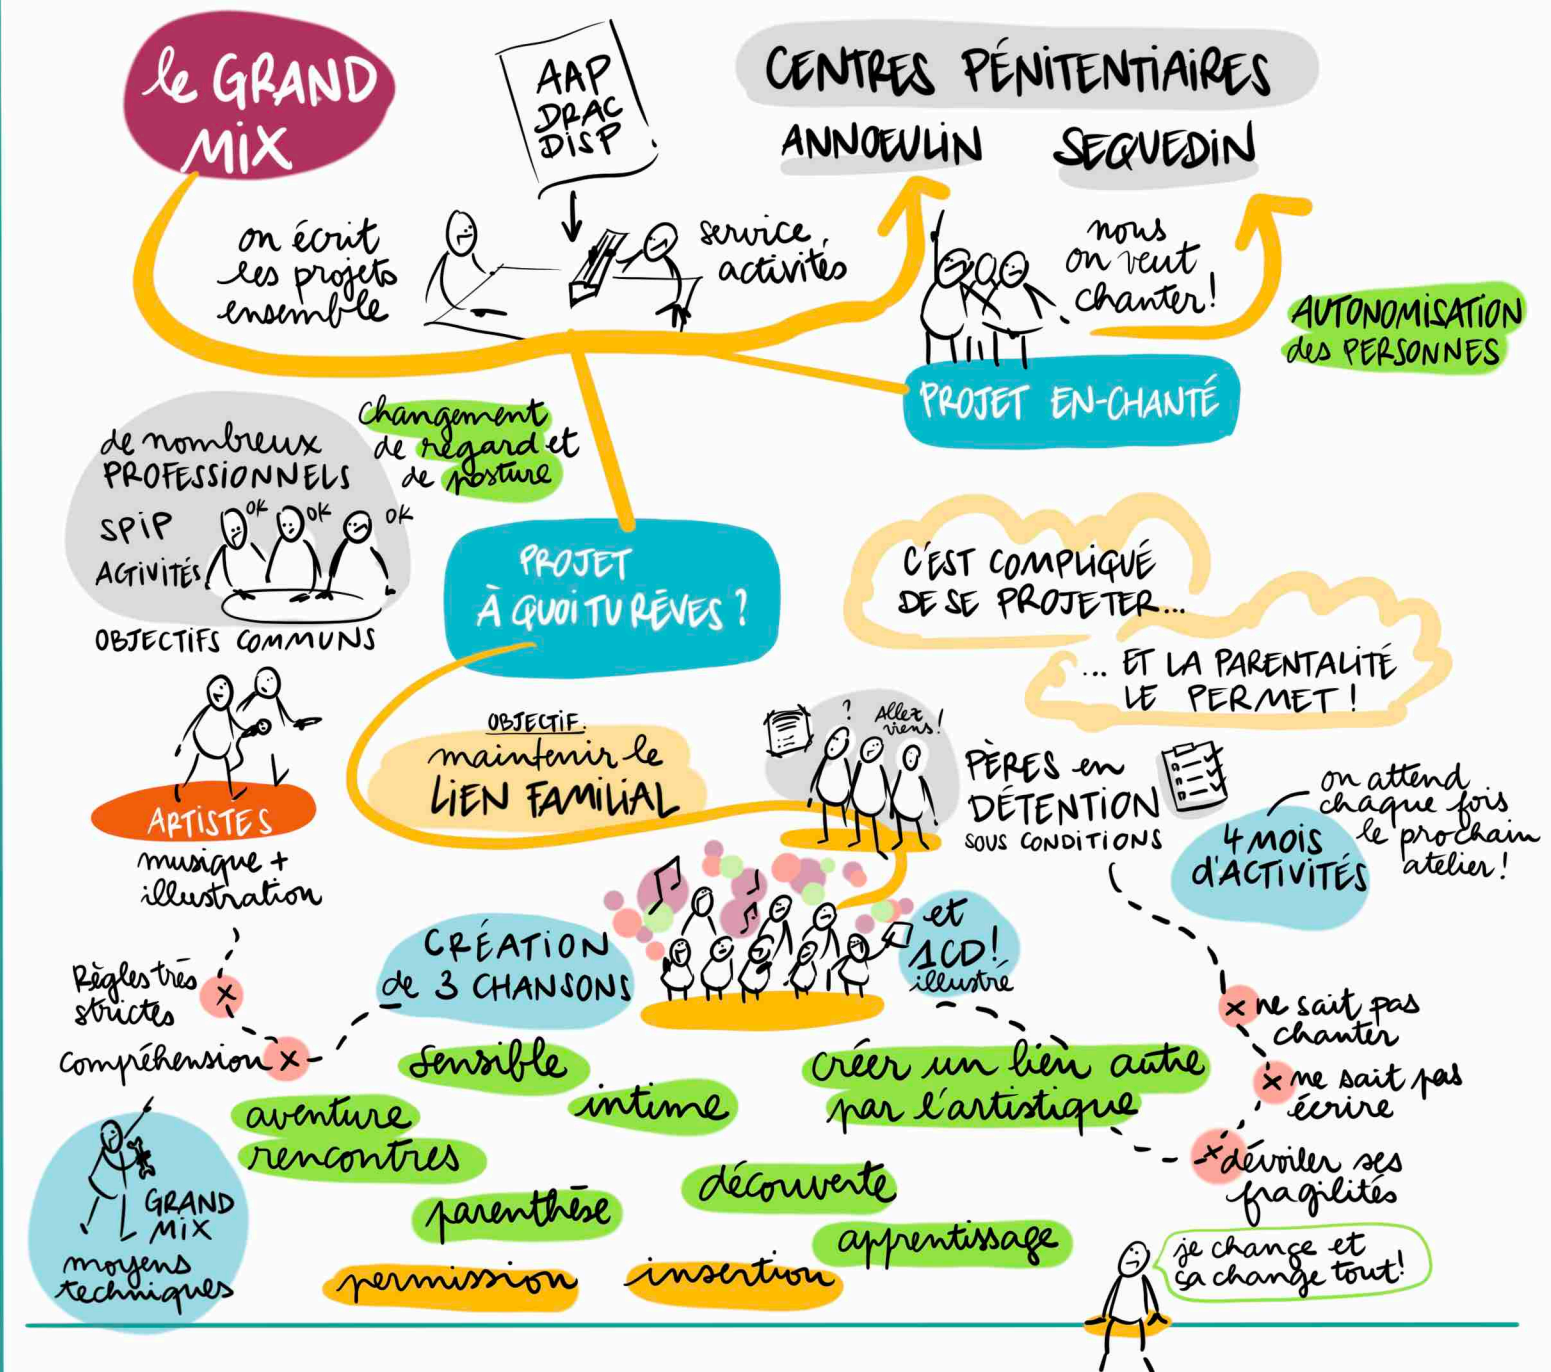 le GRAND
MiX
AAP
DRAC
DiSP
CENTRES PÉNiTENTiAiRES
ANNOEULiN
SEQUEDiN
on écrit
les projets
ensemble
service
activités
nous
on veut
chanter !
AUTONOMiSATiON
des PERSONNES
PROJET EN-CHANTÉ
de nombreux
PROFESSiONNELS
SPiP
ACTiViTÉS
OK
OK
OK
OBJECTiFS COMMUNS
changement
de regard et
de posture
PROJET
À QUOi TU RÊVES ?
C'EST COMPLiQUÉ
DE SE PROJETER...
... ET LA PARENTALiTÉ
LE PERMET !
ARTiSTES
musique +
illustration
OBJECTiF.
maintenir le
LiEN FAMiLiAL
?
Allez
viens !
PÈRES en
DÉTENTiON
SOUS CONDiTiONS
4 MOiS
d'ACTiViTÉS
on attend
chaque fois
le prochain
atelier !
Règles très
strictes
x
compréhension x
CRÉATiON
de 3 CHANSONS
et
1CD !
illustré
x ne sait pas
chanter
x ne sait pas
écrire
x dévoiler ses
fragilités
sensible
intime
aventure
rencontres
parenthèse
découverte
apprentissage
créer un lien autre
par l'artistique
permission
insertion
GRAND
MiX
moyens
techniques
je change et
ça change tout !